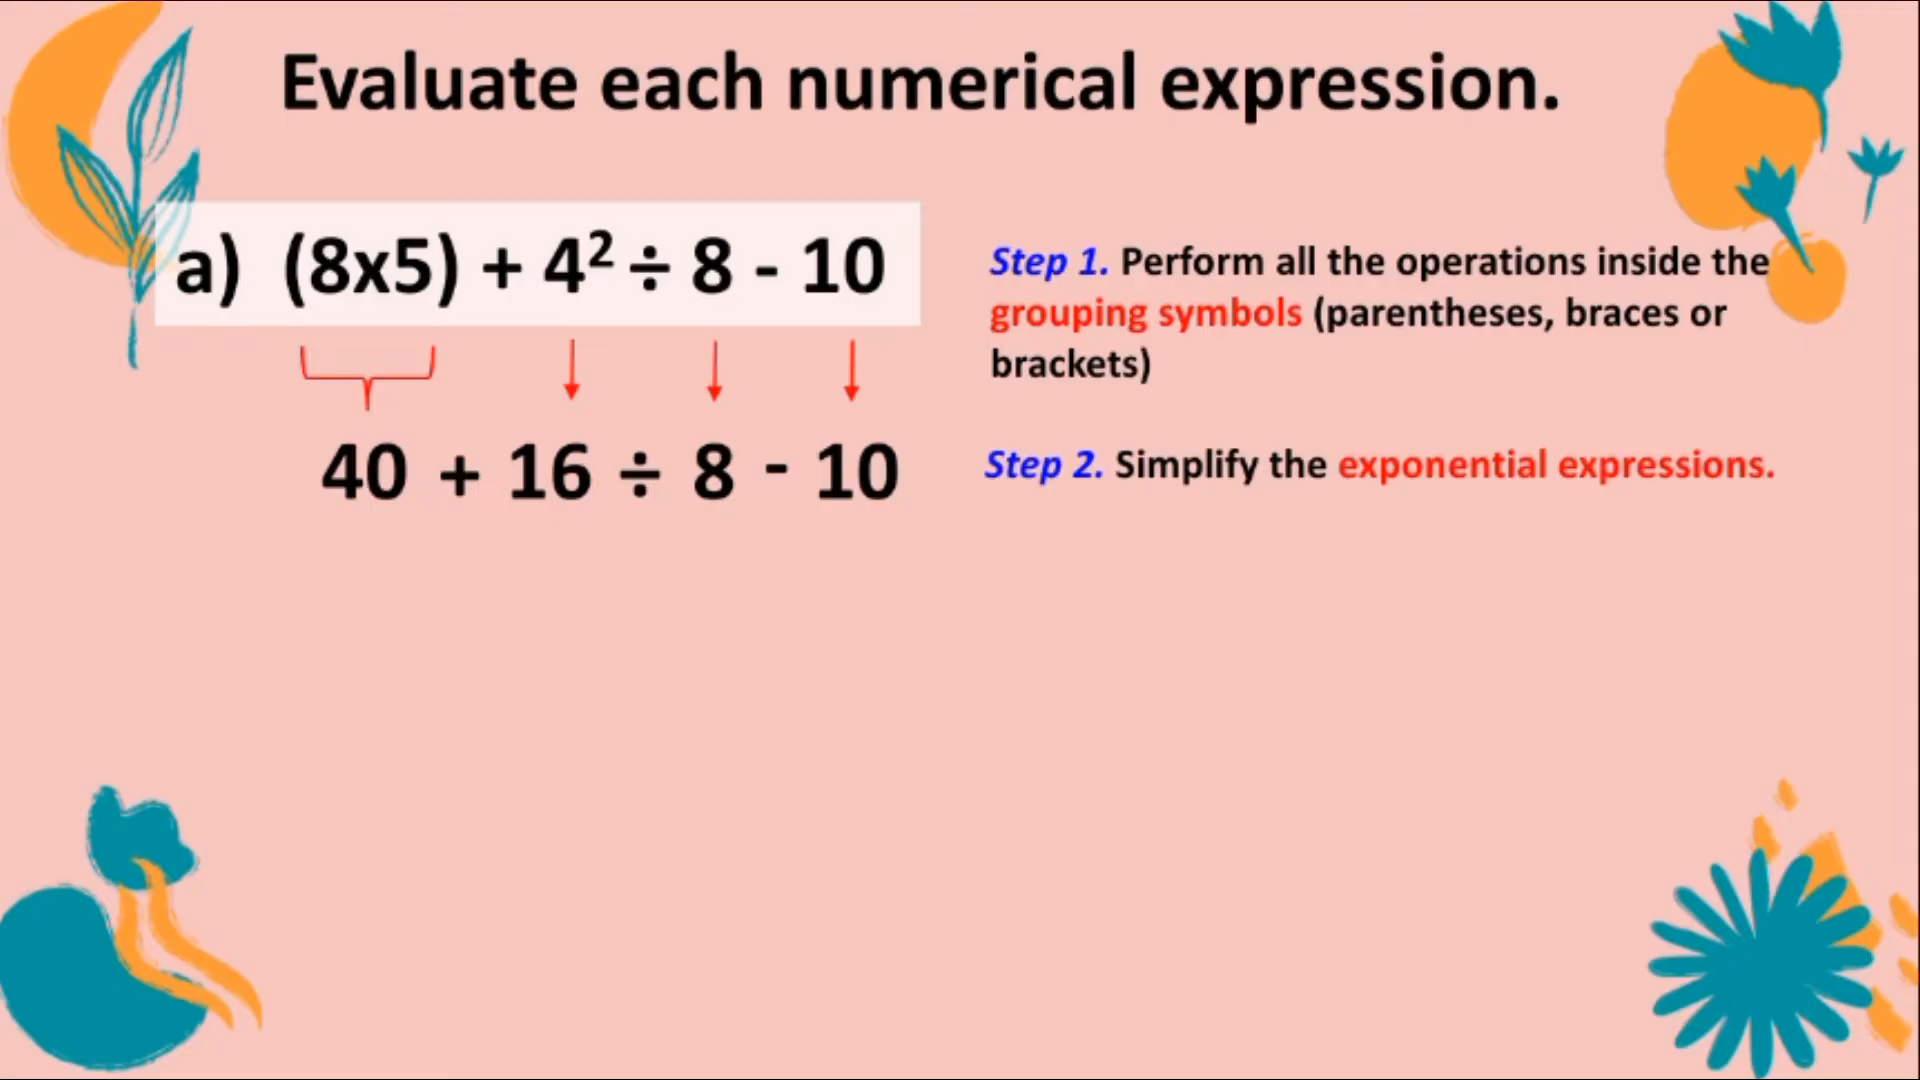 Evaluate each numerical expression.
a) (8x5) + 4² ÷ 8 - 10
Step 1. Perform all the operations inside the
grouping symbols (parentheses, braces or
brackets)
40 + 16 ÷ 8 - 10
Step 2. Simplify the exponential expressions.